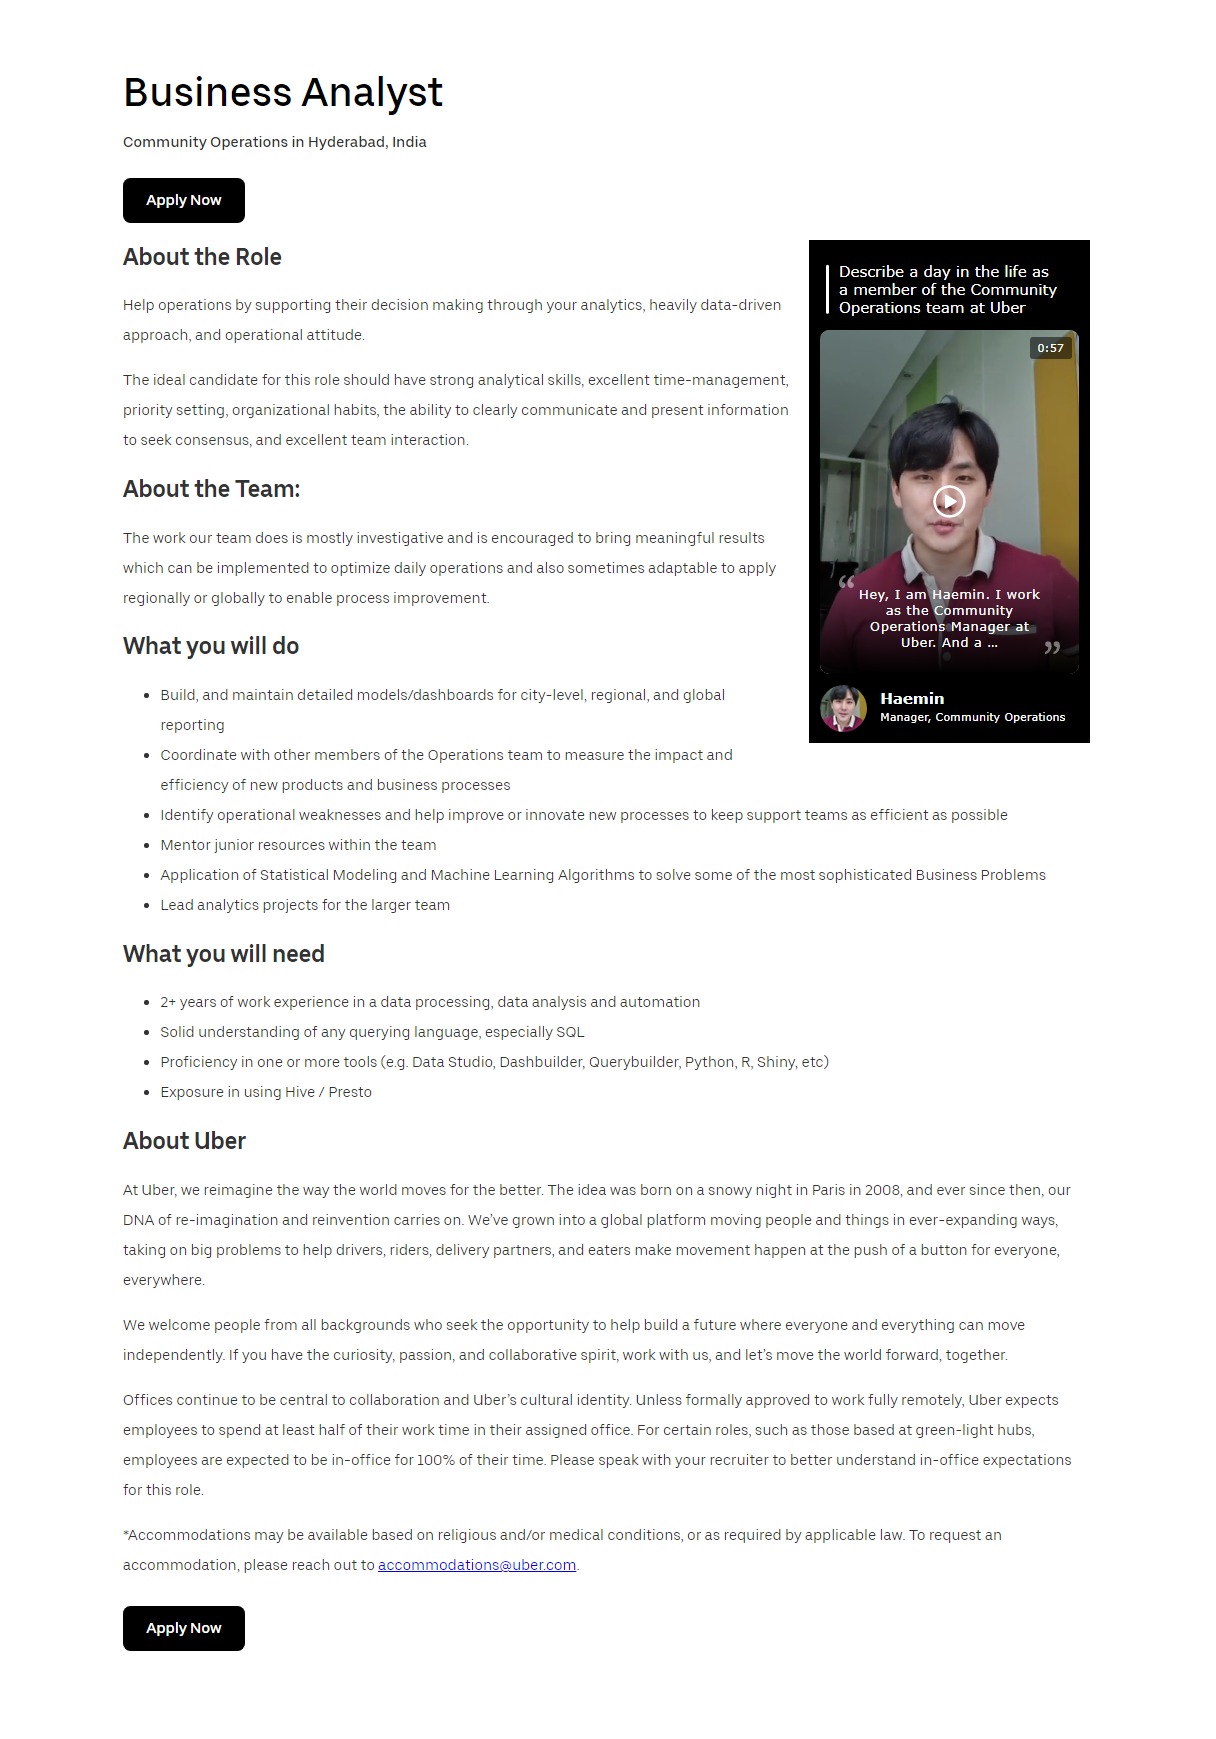 Business Analyst
Community Operations in Hyderabad, India
Apply Now
About the Role
Help operations by supporting their decision making through your analytics, heavily data-driven
approach, and operational attitude.
The ideal candidate for this role should have strong analytical skills, excellent time-management,
priority setting, organizational habits, the ability to clearly communicate and present information
to seek consensus, and excellent team interaction.
About the Team:
The work our team does is mostly investigative and is encouraged to bring meaningful results
which can be implemented to optimize daily operations and also sometimes adaptable to apply
regionally or globally to enable process improvement.
Describe a day in the life as
a member of the Community
Operations team at Uber
0:57
“Hey, I am Haemin. I work
as the Community
Operations Manager at
Uber. And a ...”
Haemin
Manager, Community Operations
What you will do
• Build, and maintain detailed models/dashboards for city-level, regional, and global
reporting
• Coordinate with other members of the Operations team to measure the impact and
efficiency of new products and business processes
• Identify operational weaknesses and help improve or innovate new processes to keep support teams as efficient as possible
• Mentor junior resources within the team
• Application of Statistical Modeling and Machine Learning Algorithms to solve some of the most sophisticated Business Problems
• Lead analytics projects for the larger team
What you will need
• 2+ years of work experience in a data processing, data analysis and automation
• Solid understanding of any querying language, especially SQL
• Proficiency in one or more tools (e.g. Data Studio, Dashbuilder, Querybuilder, Python, R, Shiny, etc)
• Exposure in using Hive / Presto
About Uber
At Uber, we reimagine the way the world moves for the better. The idea was born on a snowy night in Paris in 2008, and ever since then, our
DNA of re-imagination and reinvention carries on. We’ve grown into a global platform moving people and things in ever-expanding ways,
taking on big problems to help drivers, riders, delivery partners, and eaters make movement happen at the push of a button for everyone,
everywhere.
We welcome people from all backgrounds who seek the opportunity to help build a future where everyone and everything can move
independently. If you have the curiosity, passion, and collaborative spirit, work with us, and let’s move the world forward, together.
Offices continue to be central to collaboration and Uber’s cultural identity. Unless formally approved to work fully remotely, Uber expects
employees to spend at least half of their work time in their assigned office. For certain roles, such as those based at green-light hubs,
employees are expected to be in-office for 100% of their time. Please speak with your recruiter to better understand in-office expectations
for this role.
*Accommodations may be available based on religious and/or medical conditions, or as required by applicable law. To request an
accommodation, please reach out to accommodations@uber.com.
Apply Now